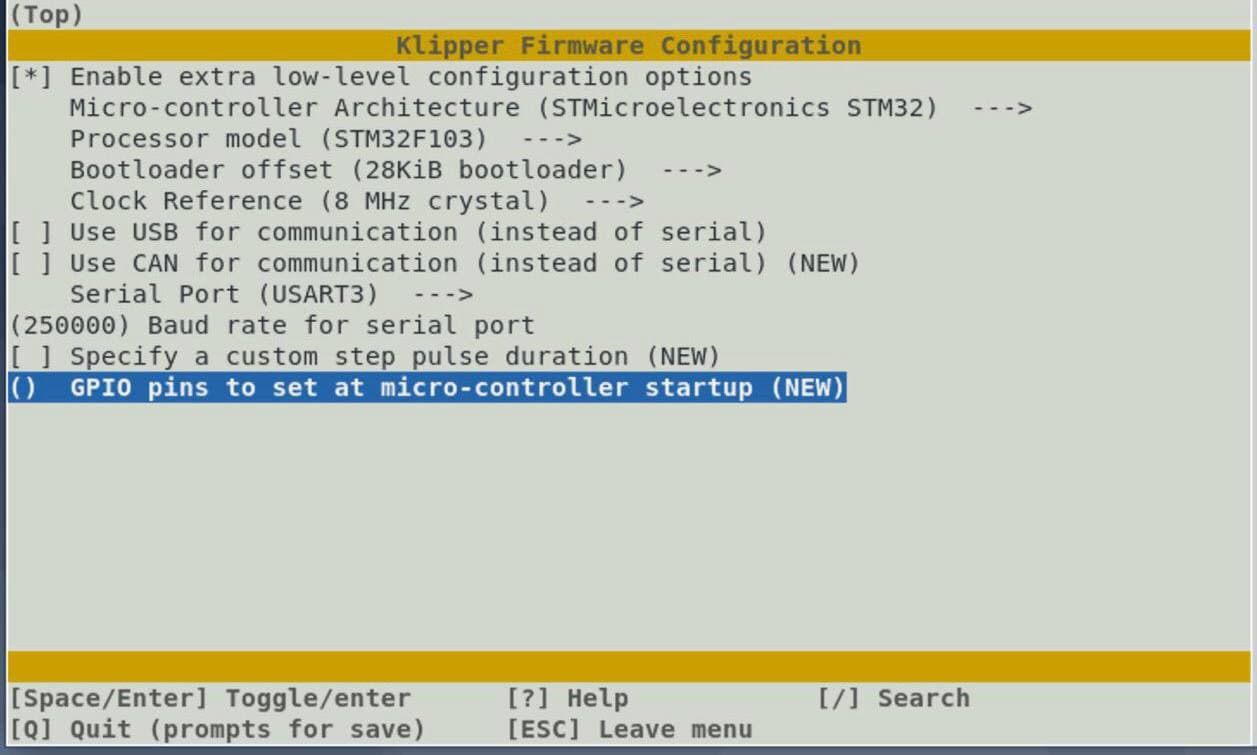 (Top)
Klipper Firmware Configuration
[*] Enable extra low-level configuration options
Micro-controller Architecture (STMicroelectronics STM32)  --->
Processor model (STM32F103)  --->
Bootloader offset (28KiB bootloader)  --->
Clock Reference (8 MHz crystal)  --->
[ ] Use USB for communication (instead of serial)
[ ] Use CAN for communication (instead of serial) (NEW)
Serial Port (USART3)  --->
(250000) Baud rate for serial port
[ ] Specify a custom step pulse duration (NEW)
()  GPIO pins to set at micro-controller startup (NEW)
[Space/Enter] Toggle/enter      [?] Help            [/] Search
[Q] Quit (prompts for save)     [ESC] Leave menu